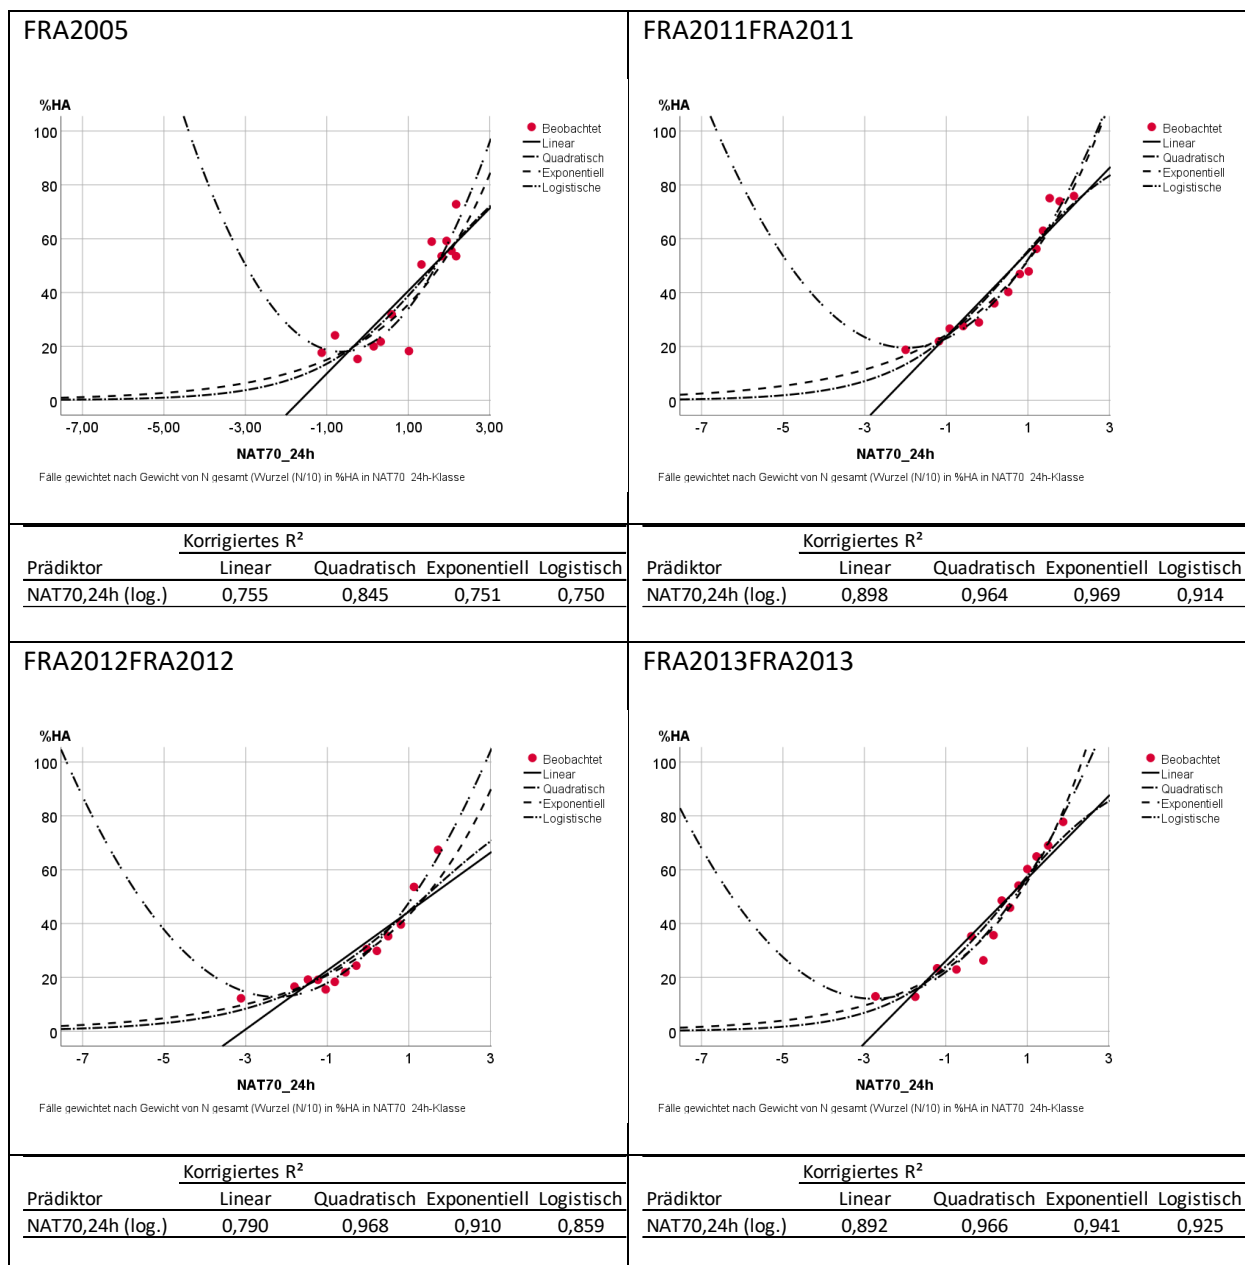 FRA2005
%HA
100
80
60
40
20
0
-7,00 -5,00 -3,00 -1,00 1,00 3,00
NAT70_24h
Beobachtet
Linear
Quadratisch
Exponentiell
Logistische
Fälle gewichtet nach Gewicht von N gesamt (Wurzel (N/10) in %HA in NAT70_24h-Klasse
FRA2011FRA2011
%HA
100
80
60
40
20
0
-7 -5 -3 -1 1 3
NAT70_24h
Beobachtet
Linear
Quadratisch
Exponentiell
Logistische
Fälle gewichtet nach Gewicht von N gesamt (Wurzel (N/10) in %HA in NAT70_24h-Klasse
Korrigiertes R²
Prädiktor Linear Quadratisch Exponentiell Logistisch
NAT70,24h (log.) 0,755 0,845 0,751 0,750
Korrigiertes R²
Prädiktor Linear Quadratisch Exponentiell Logistisch
NAT70,24h (log.) 0,898 0,964 0,969 0,914
FRA2012FRA2012
%HA
100
80
60
40
20
0
-7 -5 -3 -1 1 3
NAT70_24h
Beobachtet
Linear
Quadratisch
Exponentiell
Logistische
Fälle gewichtet nach Gewicht von N gesamt (Wurzel (N/10) in %HA in NAT70_24h-Klasse
FRA2013FRA2013
%HA
100
80
60
40
20
0
-7 -5 -3 -1 1 3
NAT70_24h
Beobachtet
Linear
Quadratisch
Exponentiell
Logistische
Fälle gewichtet nach Gewicht von N gesamt (Wurzel (N/10) in %HA in NAT70_24h-Klasse
Korrigiertes R²
Prädiktor Linear Quadratisch Exponentiell Logistisch
NAT70,24h (log.) 0,790 0,968 0,910 0,859
Korrigiertes R²
Prädiktor Linear Quadratisch Exponentiell Logistisch
NAT70,24h (log.) 0,892 0,966 0,941 0,925